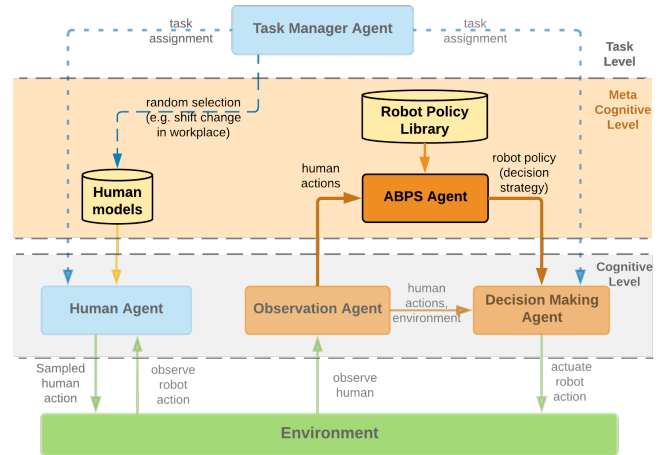 Task Manager Agent
task
assignment
task
assignment
Task
Level
Meta
Cognitive
Level
random selection
(e.g. shift change
in workplace)
Robot Policy
Library
human
actions
robot policy
(decision
strategy)
ABPS Agent
Human
models
Cognitive
Level
Human Agent
Observation Agent
human
actions,
environment
Decision Making
Agent
Sampled
human
action
observe
robot
action
observe
human
actuate
robot
action
Environment